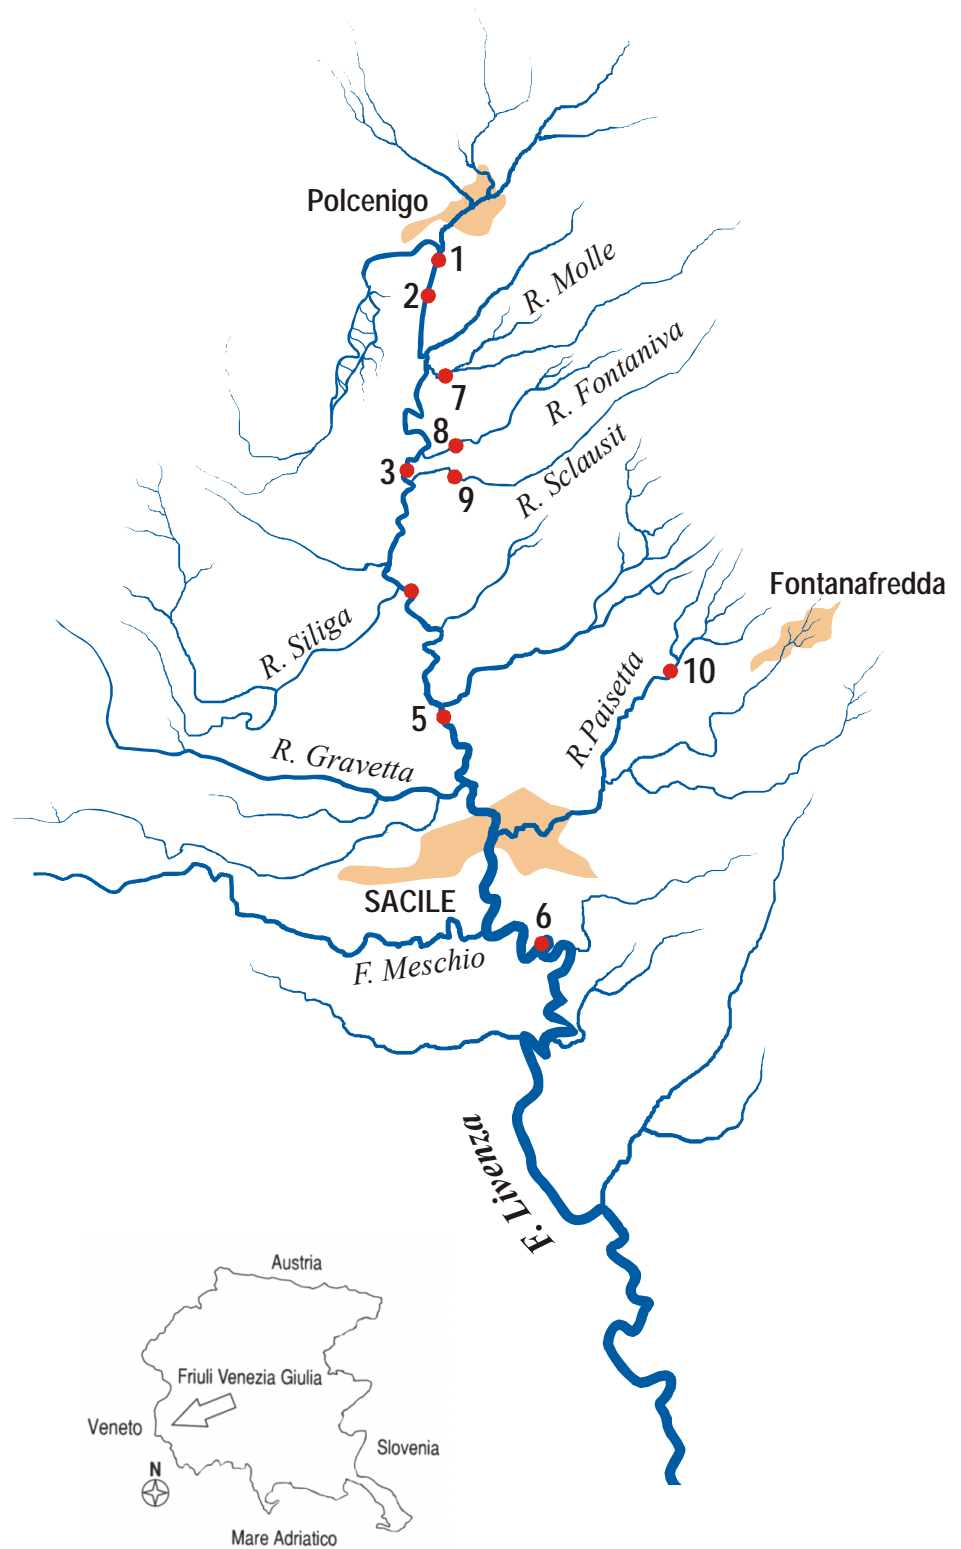 Polcenigo
1
R. Molle
2
R. Fontaniva
7
8
R. Sclausit
3
9
Fontanafredda
R. Siliga
R.Paisetta
10
5
R. Gravetta
SACILE
6
F. Meschio
F. Livenza
Austria
Friuli Venezia Giulia
Veneto
Slovenia
N
Mare Adriatico